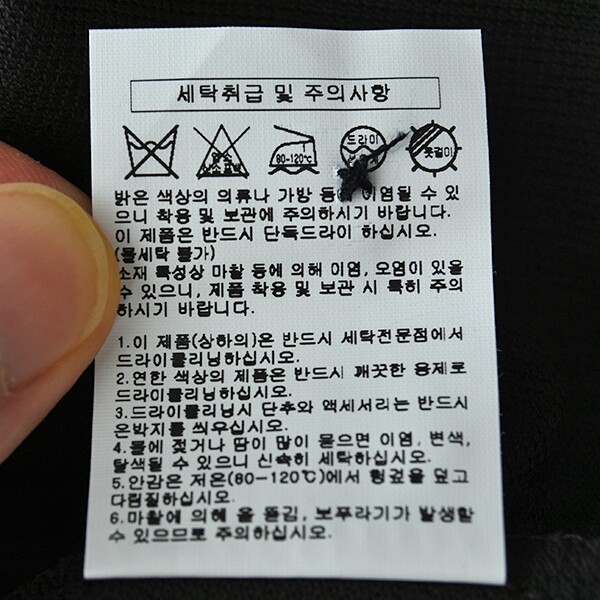 세탁취급 및 주의사항
80-120℃ 드라이 옷걸이
밝은 색상의 의류나 가방 등에 이염될 수 있
으니 착용 및 보관에 주의하시기 바랍니다.
이 제품은 반드시 단독드라이 하십시오.
(물세탁 불가)
소재 특성상 마찰 등에 의해 이염, 오염이 있을
수 있으니, 제품 착용 및 보관 시 특히 주의
하시기 바랍니다.
1.이 제품(상하의)은 반드시 세탁전문점에서
드라이클리닝하십시오.
2.연한 색상의 제품은 반드시 깨끗한 용제로
드라이클리닝하십시오.
3.드라이클리닝시 단추와 액세서리는 반드시
은박지를 씌우십시오.
4.물에 젖거나 땀이 많이 묻으면 이염, 변색,
탈색될 수 있으니 신속히 세탁하십시오.
5.안감은 저온(80-120℃)에서 헝겊을 덮고
다림질하십시오.
6.마찰에 의해 올 뜯김, 보푸라기가 발생할
수 있으므로 주의하십시오.